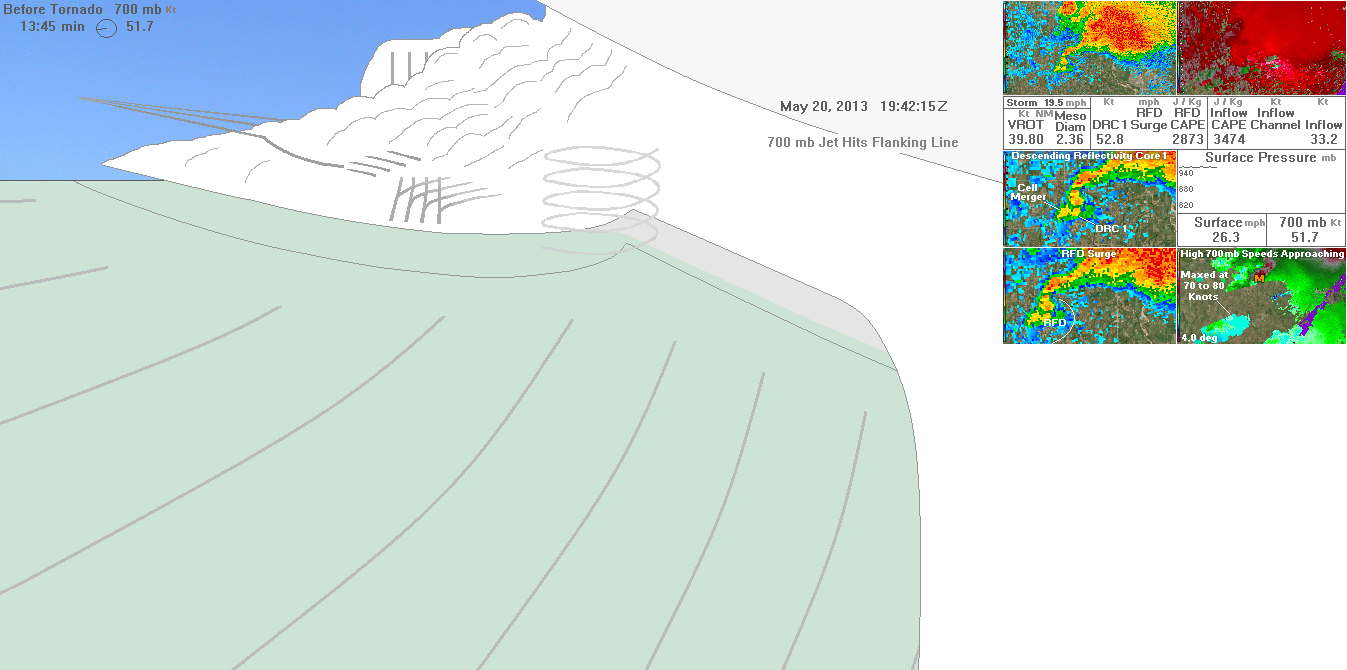 Before Tornado 700 mb Kt
13:45 min 51.7
May 20, 2013 19:42:15Z
700 mb Jet Hits Flanking Line
Storm 19.5 mph
Kt NM
VROT Meso Diam
39.80 2.36
Kt mph J / Kg
DRC 1 RFD Surge RFD CAPE
52.8 2873
J / Kg Kt Kt
Inflow CAPE Inflow Channel Inflow
3474 33.2
Descending Reflectivity Core 1
Cell
Merger
DRC 1
Surface Pressure mb
940
880
820
Surface mph 700 mb Kt
26.3 51.7
RFD Surge
RFD
High 700mb Speeds Approaching
M
Maxed at
70 to 80
Knots
4.0 deg